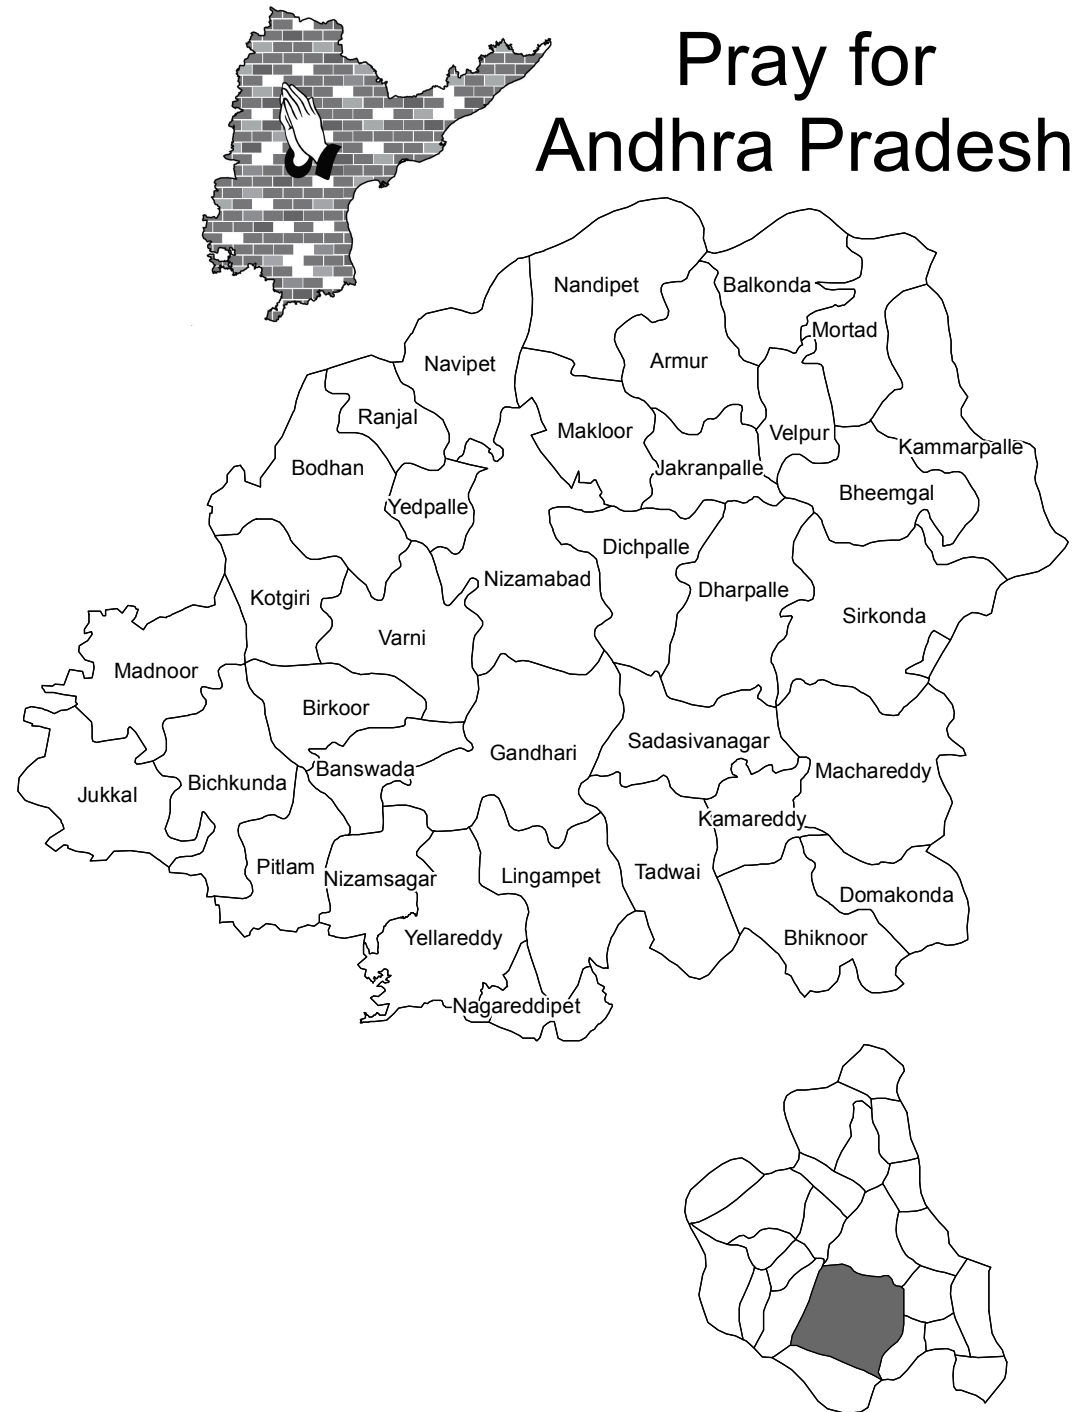 Pray for
Andhra Pradesh
Nandipet
Balkonda
Mortad
Navipet
Armur
Ranjal
Makloor
Velpur
Kammarpalle
Bodhan
Jakranpalle
Bheemgal
Yedpalle
Dichpalle
Nizamabad
Dharpalle
Kotgiri
Sirkonda
Varni
Madnoor
Birkoor
Sadasivanagar
Gandhari
Banswada
Machareddy
Bichkunda
Jukkal
Kamareddy
Pitlam
Nizamsagar
Lingampet
Tadwai
Domakonda
Yellareddy
Bhiknoor
Nagareddipet